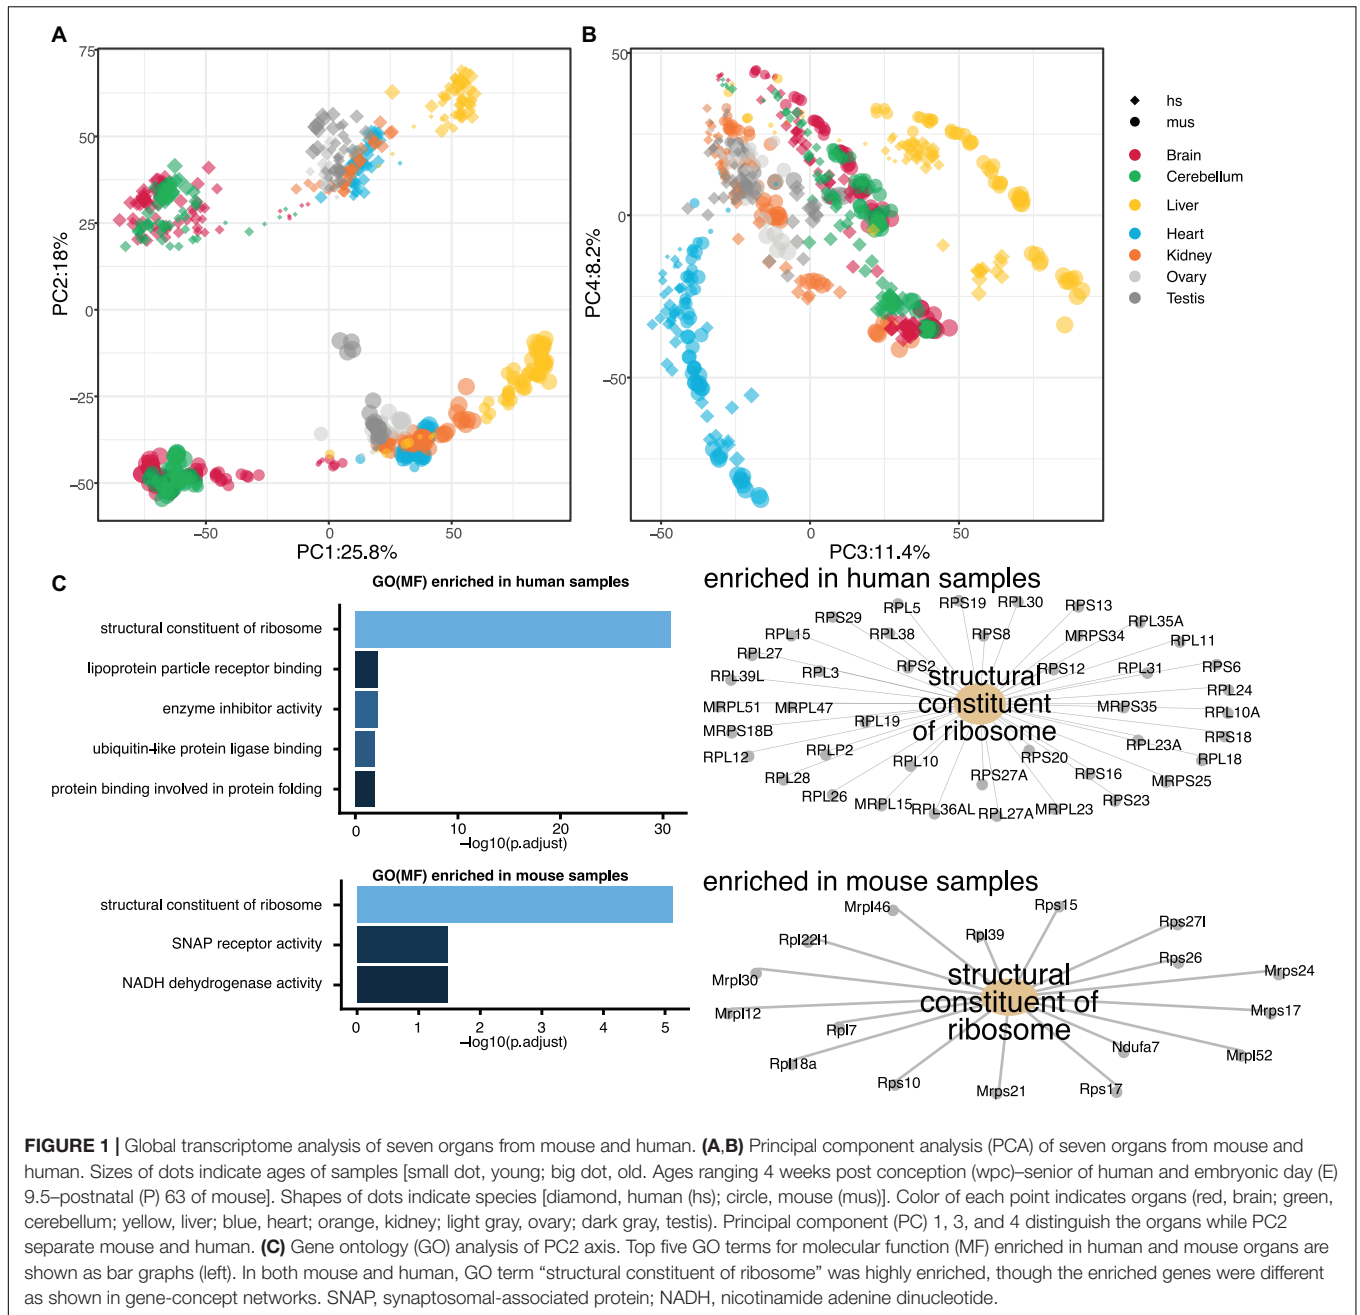 A
B
75
50
25
0
−25
−50
−50
0
50
PC2:18%
PC1:25.8%
50
0
−50
−50
0
50
PC4:8.2%
PC3:11.4%
hs
mus
Brain
Cerebellum
Liver
Heart
Kidney
Ovary
Testis
C
GO(MF) enriched in human samples
structural constituent of ribosome
lipoprotein particle receptor binding
enzyme inhibitor activity
ubiquitin−like protein ligase binding
protein binding involved in protein folding
0
10
20
30
−log10(p.adjust)
enriched in human samples
RPL5
RPS19
RPL30
RPS13
RPS29
RPL35A
RPL15
RPL38
RPS8
MRPS34
RPL11
RPL27
RPS2
RPS12
RPL31
RPS6
RPL39L
RPL3
structural
constituent
of ribosome
RPL24
MRPL51
MRPL47
MRPS35
RPL10A
RPL19
MRPS18B
RPS18
RPL12
RPLP2
RPL10
RPS20
RPL23A
RPL18
RPL28
RPS27A
RPS16
MRPS25
RPL26
MRPL15
RPL36AL
RPL27A
MRPL23
RPS23
GO(MF) enriched in mouse samples
structural constituent of ribosome
SNAP receptor activity
NADH dehydrogenase activity
0
1
2
3
4
5
−log10(p.adjust)
enriched in mouse samples
Mrpl46
Rps15
Rps27l
Rpl22l1
Rpl39
Rps26
Mrpl30
Mrps24
structural
constituent of
ribosome
Mrpl12
Mrps17
Rpl7
Ndufa7
Mrpl52
Rpl18a
Rps10
Mrps21
Rps17
FIGURE 1 | Global transcriptome analysis of seven organs from mouse and human. (A,B) Principal component analysis (PCA) of seven organs from mouse and
human. Sizes of dots indicate ages of samples [small dot, young; big dot, old. Ages ranging 4 weeks post conception (wpc)–senior of human and embryonic day (E)
9.5–postnatal (P) 63 of mouse]. Shapes of dots indicate species [diamond, human (hs); circle, mouse (mus)]. Color of each point indicates organs (red, brain; green,
cerebellum; yellow, liver; blue, heart; orange, kidney; light gray, ovary; dark gray, testis). Principal component (PC) 1, 3, and 4 distinguish the organs while PC2
separate mouse and human. (C) Gene ontology (GO) analysis of PC2 axis. Top five GO terms for molecular function (MF) enriched in human and mouse organs are
shown as bar graphs (left). In both mouse and human, GO term “structural constituent of ribosome” was highly enriched, though the enriched genes were different
as shown in gene-concept networks. SNAP, synaptosomal-associated protein; NADH, nicotinamide adenine dinucleotide.